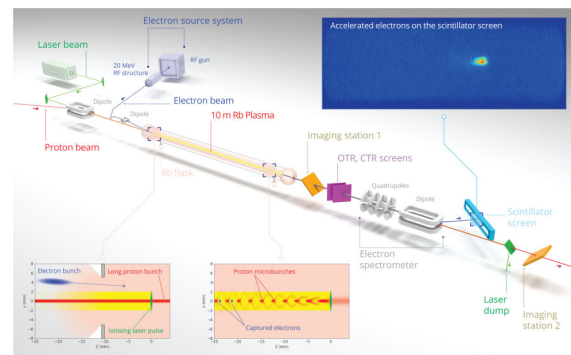 Electron source system
Accelerated electrons on the scintillator screen
Laser beam
RF gun
20 MeV
RF structure
Dipole
Electron beam
Dipole
10 m Rb Plasma
Proton beam
Imaging station 1
OTR, CTR screens
Rb flask
Quadrupoles
Dipole
Scintillator
screen
Electron
spectrometer
Laser
dump
Imaging
station 2
Electron bunch
Long proton bunch
Ionising laser pulse
Proton microbunches
Captured electrons